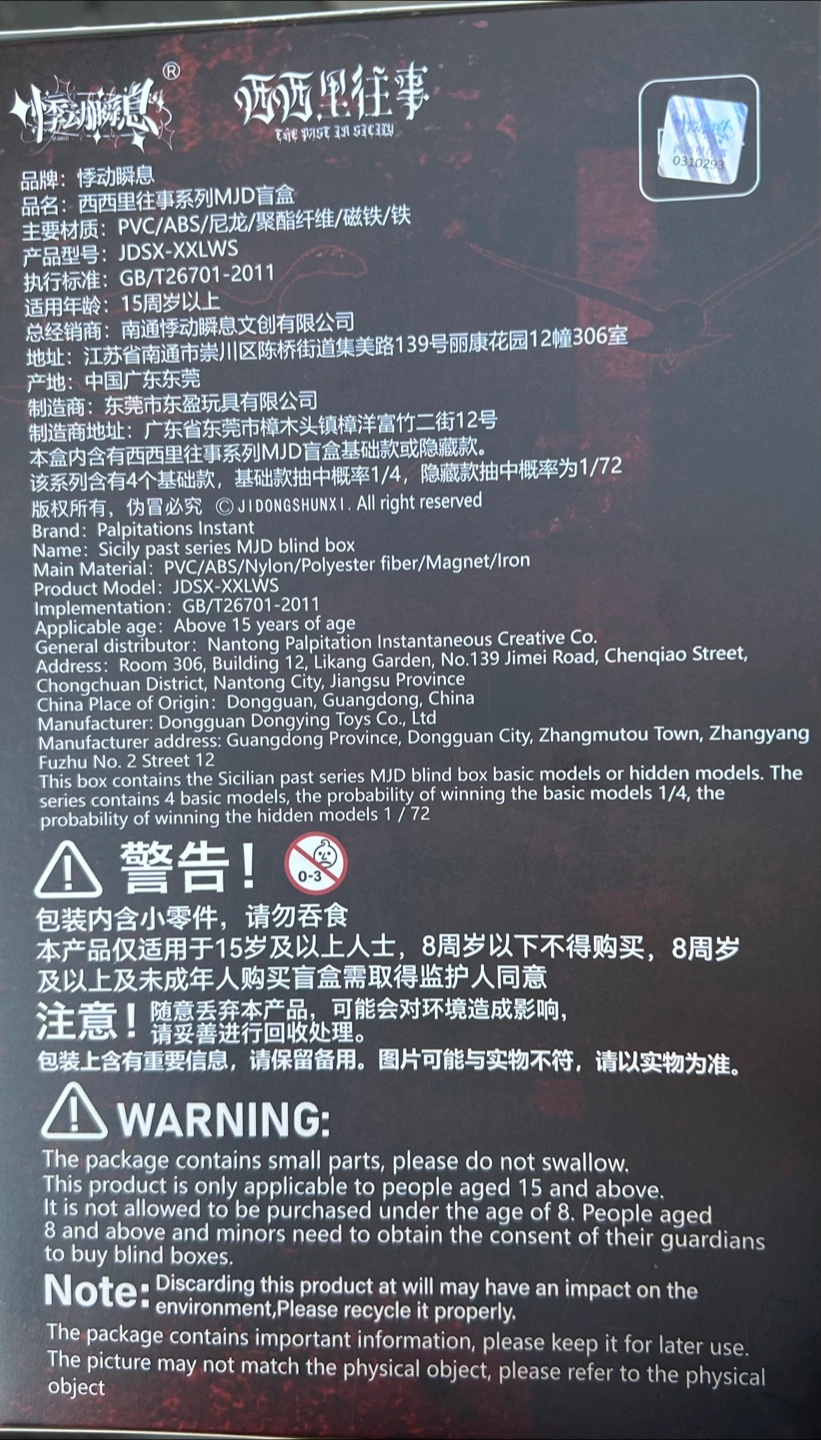 悸动瞬息®
西西里往事
THE PAST IN SICILY
0310293
品牌：悸动瞬息
品名：西西里往事系列MJD盲盒
主要材质：PVC/ABS/尼龙/聚酯纤维/磁铁/铁
产品型号：JDSX-XXLWS
执行标准：GB/T26701-2011
适用年龄：15周岁以上
总经销商：南通悸动瞬息文创有限公司
地址：江苏省南通市崇川区陈桥街道集美路139号丽康花园12幢306室
产地：中国广东东莞
制造商：东莞市东盈玩具有限公司
制造商地址：广东省东莞市樟木头镇樟洋富竹二街12号
本盒内含有西西里往事系列MJD盲盒基础款或隐藏款。
该系列含有4个基础款，基础款抽中概率1/4，隐藏款抽中概率为1/72
版权所有，伪冒必究 ©JIDONGSHUNXI. All right reserved
Brand：Palpitations Instant
Name：Sicily past series MJD blind box
Main Material：PVC/ABS/Nylon/Polyester fiber/Magnet/Iron
Product Model：JDSX-XXLWS
Implementation：GB/T26701-2011
Applicable age：Above 15 years of age
General distributor：Nantong Palpitation Instantaneous Creative Co.
Address：Room 306, Building 12, Likang Garden, No.139 Jimei Road, Chenqiao Street,
Chongchuan District, Nantong City, Jiangsu Province
China Place of Origin：Dongguan, Guangdong, China
Manufacturer: Dongguan Dongying Toys Co., Ltd
Manufacturer address: Guangdong Province, Dongguan City, Zhangmutou Town, Zhangyang
Fuzhu No. 2 Street 12
This box contains the Sicilian past series MJD blind box basic models or hidden models. The
series contains 4 basic models, the probability of winning the basic models 1/4, the
probability of winning the hidden models 1 / 72
警告！
0-3
包装内含小零件，请勿吞食
本产品仅适用于15岁及以上人士，8周岁以下不得购买，8周岁
及以上及未成年人购买盲盒需取得监护人同意
注意！随意丢弃本产品，可能会对环境造成影响，
请妥善进行回收处理。
包装上含有重要信息，请保留备用。图片可能与实物不符，请以实物为准。
WARNING:
The package contains small parts, please do not swallow.
This product is only applicable to people aged 15 and above.
It is not allowed to be purchased under the age of 8. People aged
8 and above and minors need to obtain the consent of their guardians
to buy blind boxes.
Note: Discarding this product at will may have an impact on the
environment,Please recycle it properly.
The package contains important information, please keep it for later use.
The picture may not match the physical object, please refer to the physical
object